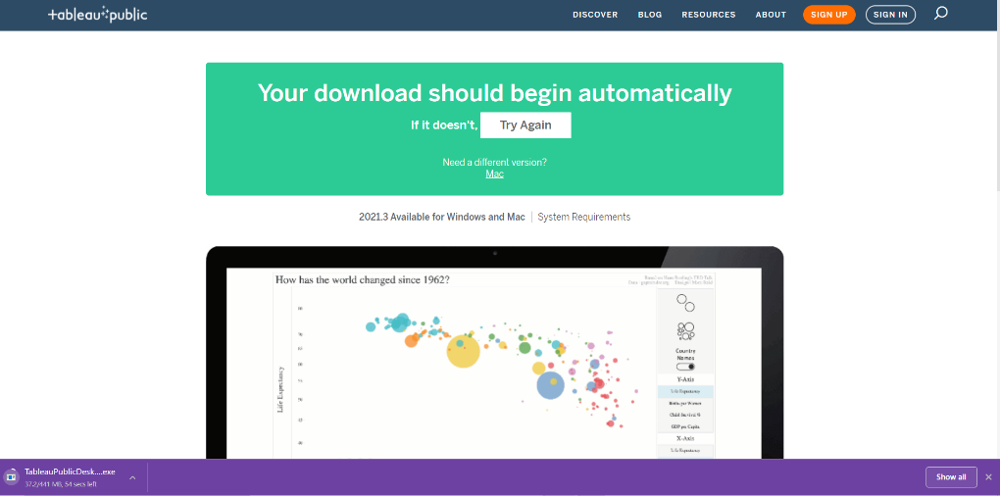 +ableau+public
DISCOVER BLOG RESOURCES ABOUT SIGN UP SIGN IN
Your download should begin automatically
If it doesn't, Try Again
Need a different version?
Mac
2021.3 Available for Windows and Mac | System Requirements
How has the world changed since 1962?
Country
Names
Y-Axis
Life Expectancy
Births per Woman
Child Survival %
GDP per Capita
X-Axis
Life Expectancy
Life Expectancy
TableauPublicDesk....exe
37.2/441 MB, 54 secs left
Show all